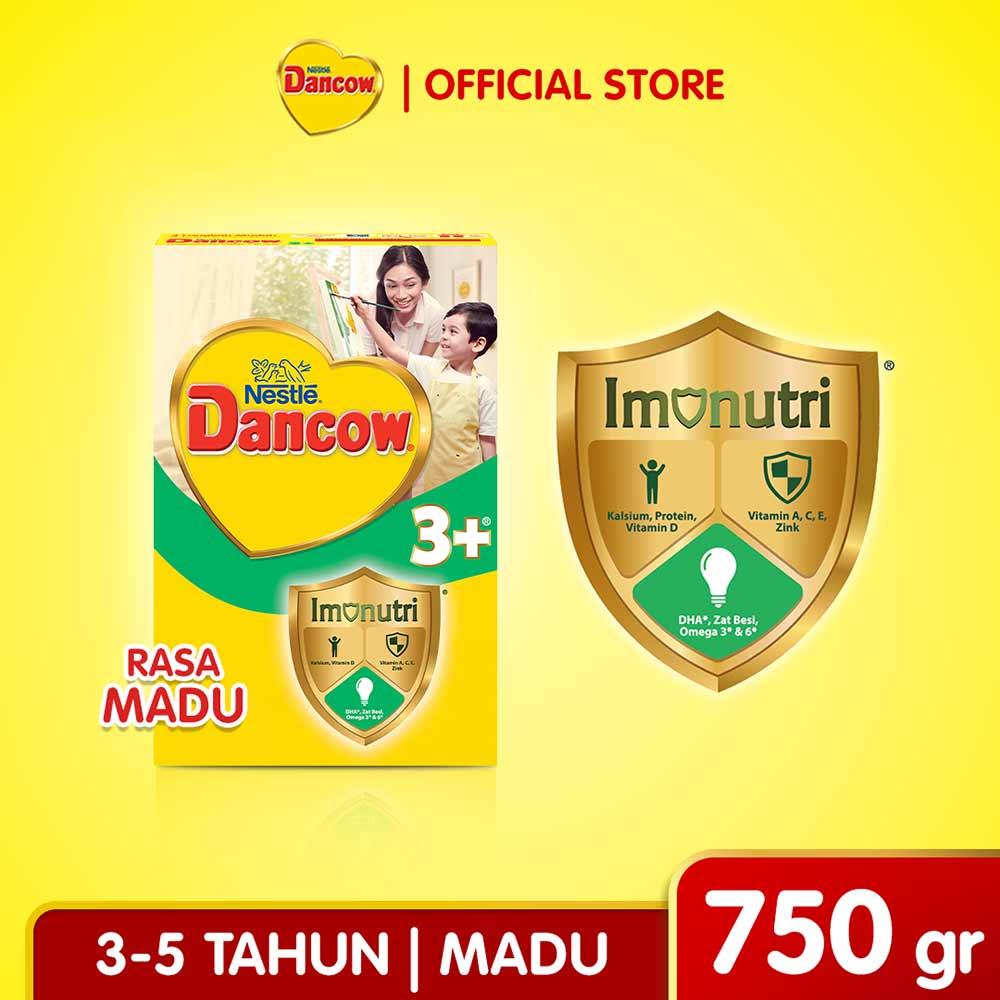 Nestlé
Dancow
| OFFICIAL STORE
Dancow 3+
Nestlé
Dancow®
3+®
Imunutri®
Kalsium, Vitamin D
Vitamin A, C, E, Zink
DHA*, Zat Besi,
Omega 3* & 6*
RASA
MADU
Imunutri®
Kalsium, Protein,
Vitamin D
Vitamin A, C, E,
Zink
DHA*, Zat Besi,
Omega 3* & 6*
3-5 TAHUN | MADU
750 gr